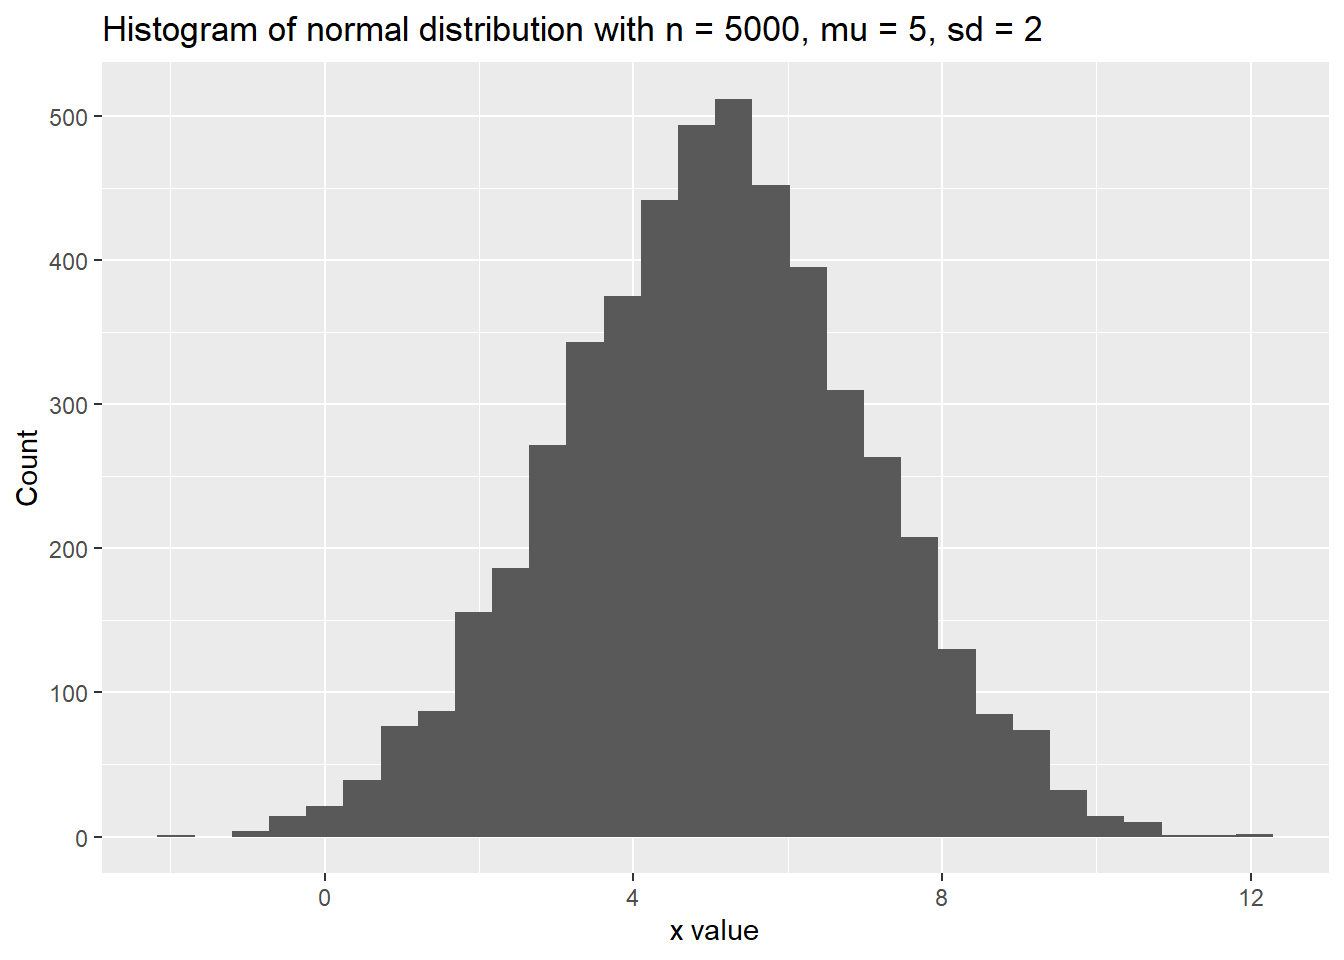 Histogram of normal distribution with n = 5000, mu = 5, sd = 2
500
400
300
200
100
0
Count
0 4 8 12
x value